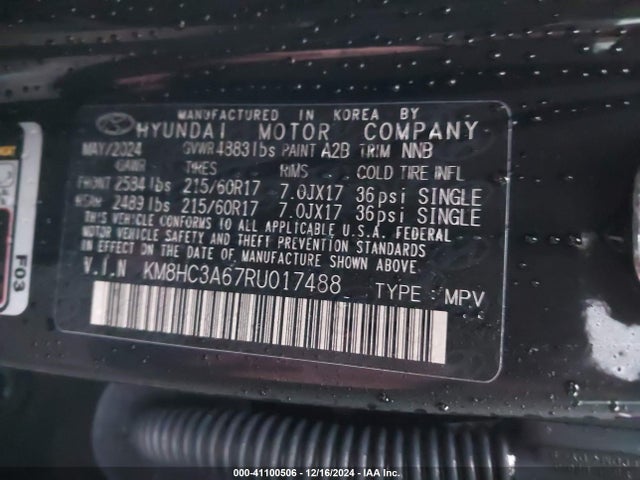 MANUFACTURED IN KOREA BY
HYUNDAI MOTOR COMPANY
MAY/2024 GVWR 4883lbs PAINT A2B TRIM NNB
GAWR TIRES RIMS COLD TIRE INFL
FRONT 2584lbs 215/60R17 7.0JX17 36psi SINGLE
REAR 2489lbs 215/60R17 7.0JX17 36psi SINGLE
THIS VEHICLE CONFORMS TO ALL APPLICABLE U.S.A. FEDERAL
MOTOR VEHICLE SAFETY AND THEFT PREVENTION STANDARDS
IN EFFECT ON THE DATE OF MANUFACTURE SHOWN ABOVE.
V.I.N KM8HC3A67RU017488 TYPE: MPV
F03
000-41100506 - 12/16/2024 - IAA Inc.